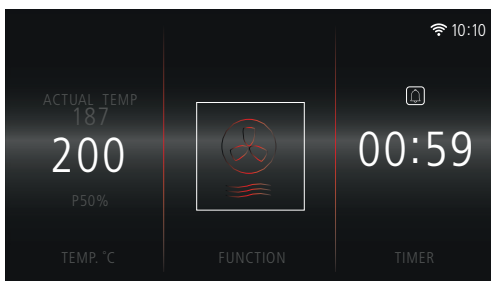 10:10
ACTUAL TEMP
187
200
P50%
TEMP. °C
FUNCTION
00:59
TIMER